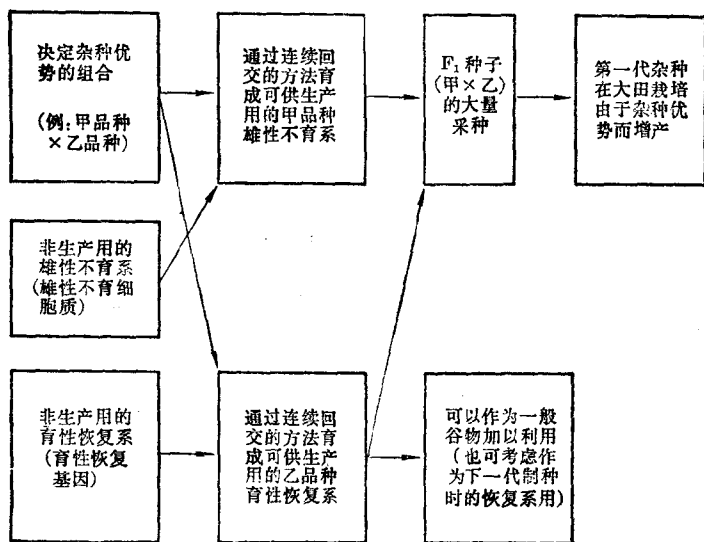 决定杂种优
势的组合
(例:甲品种
×乙品种)
通过连续回
交的方法育
成可供生产
用的甲品种
雄性不育系
F₁种子
(甲×乙)
的大量
采种
第一代杂种
在大田栽培
由于杂种优
势而增产
非生产用的
雄性不育系
(雄性不育细
胞质)
非生产用的
育性恢复系
(育性恢复
基因)
通过连续回
交的方法育
成可供生产
用的乙品种
育性恢复系
可以作为一般
谷物加以利用
(也可考虑作
为下一代制种
时的恢复系用)